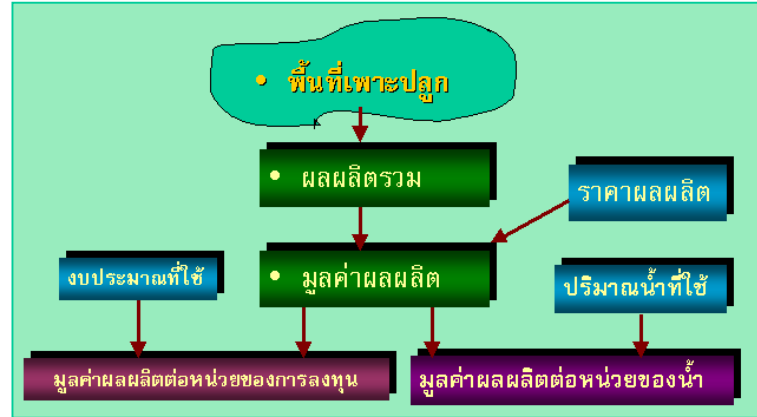 • พื้นที่เพาะปลูก
• ผลผลิตรวม
ราคาผลผลิต
งบประมาณที่ใช้
• มูลค่าผลผลิต
ปริมาณน้ำที่ใช้
มูลค่าผลผลิตต่อหน่วยของการลงทุน
มูลค่าผลผลิตต่อหน่วยของน้ำ